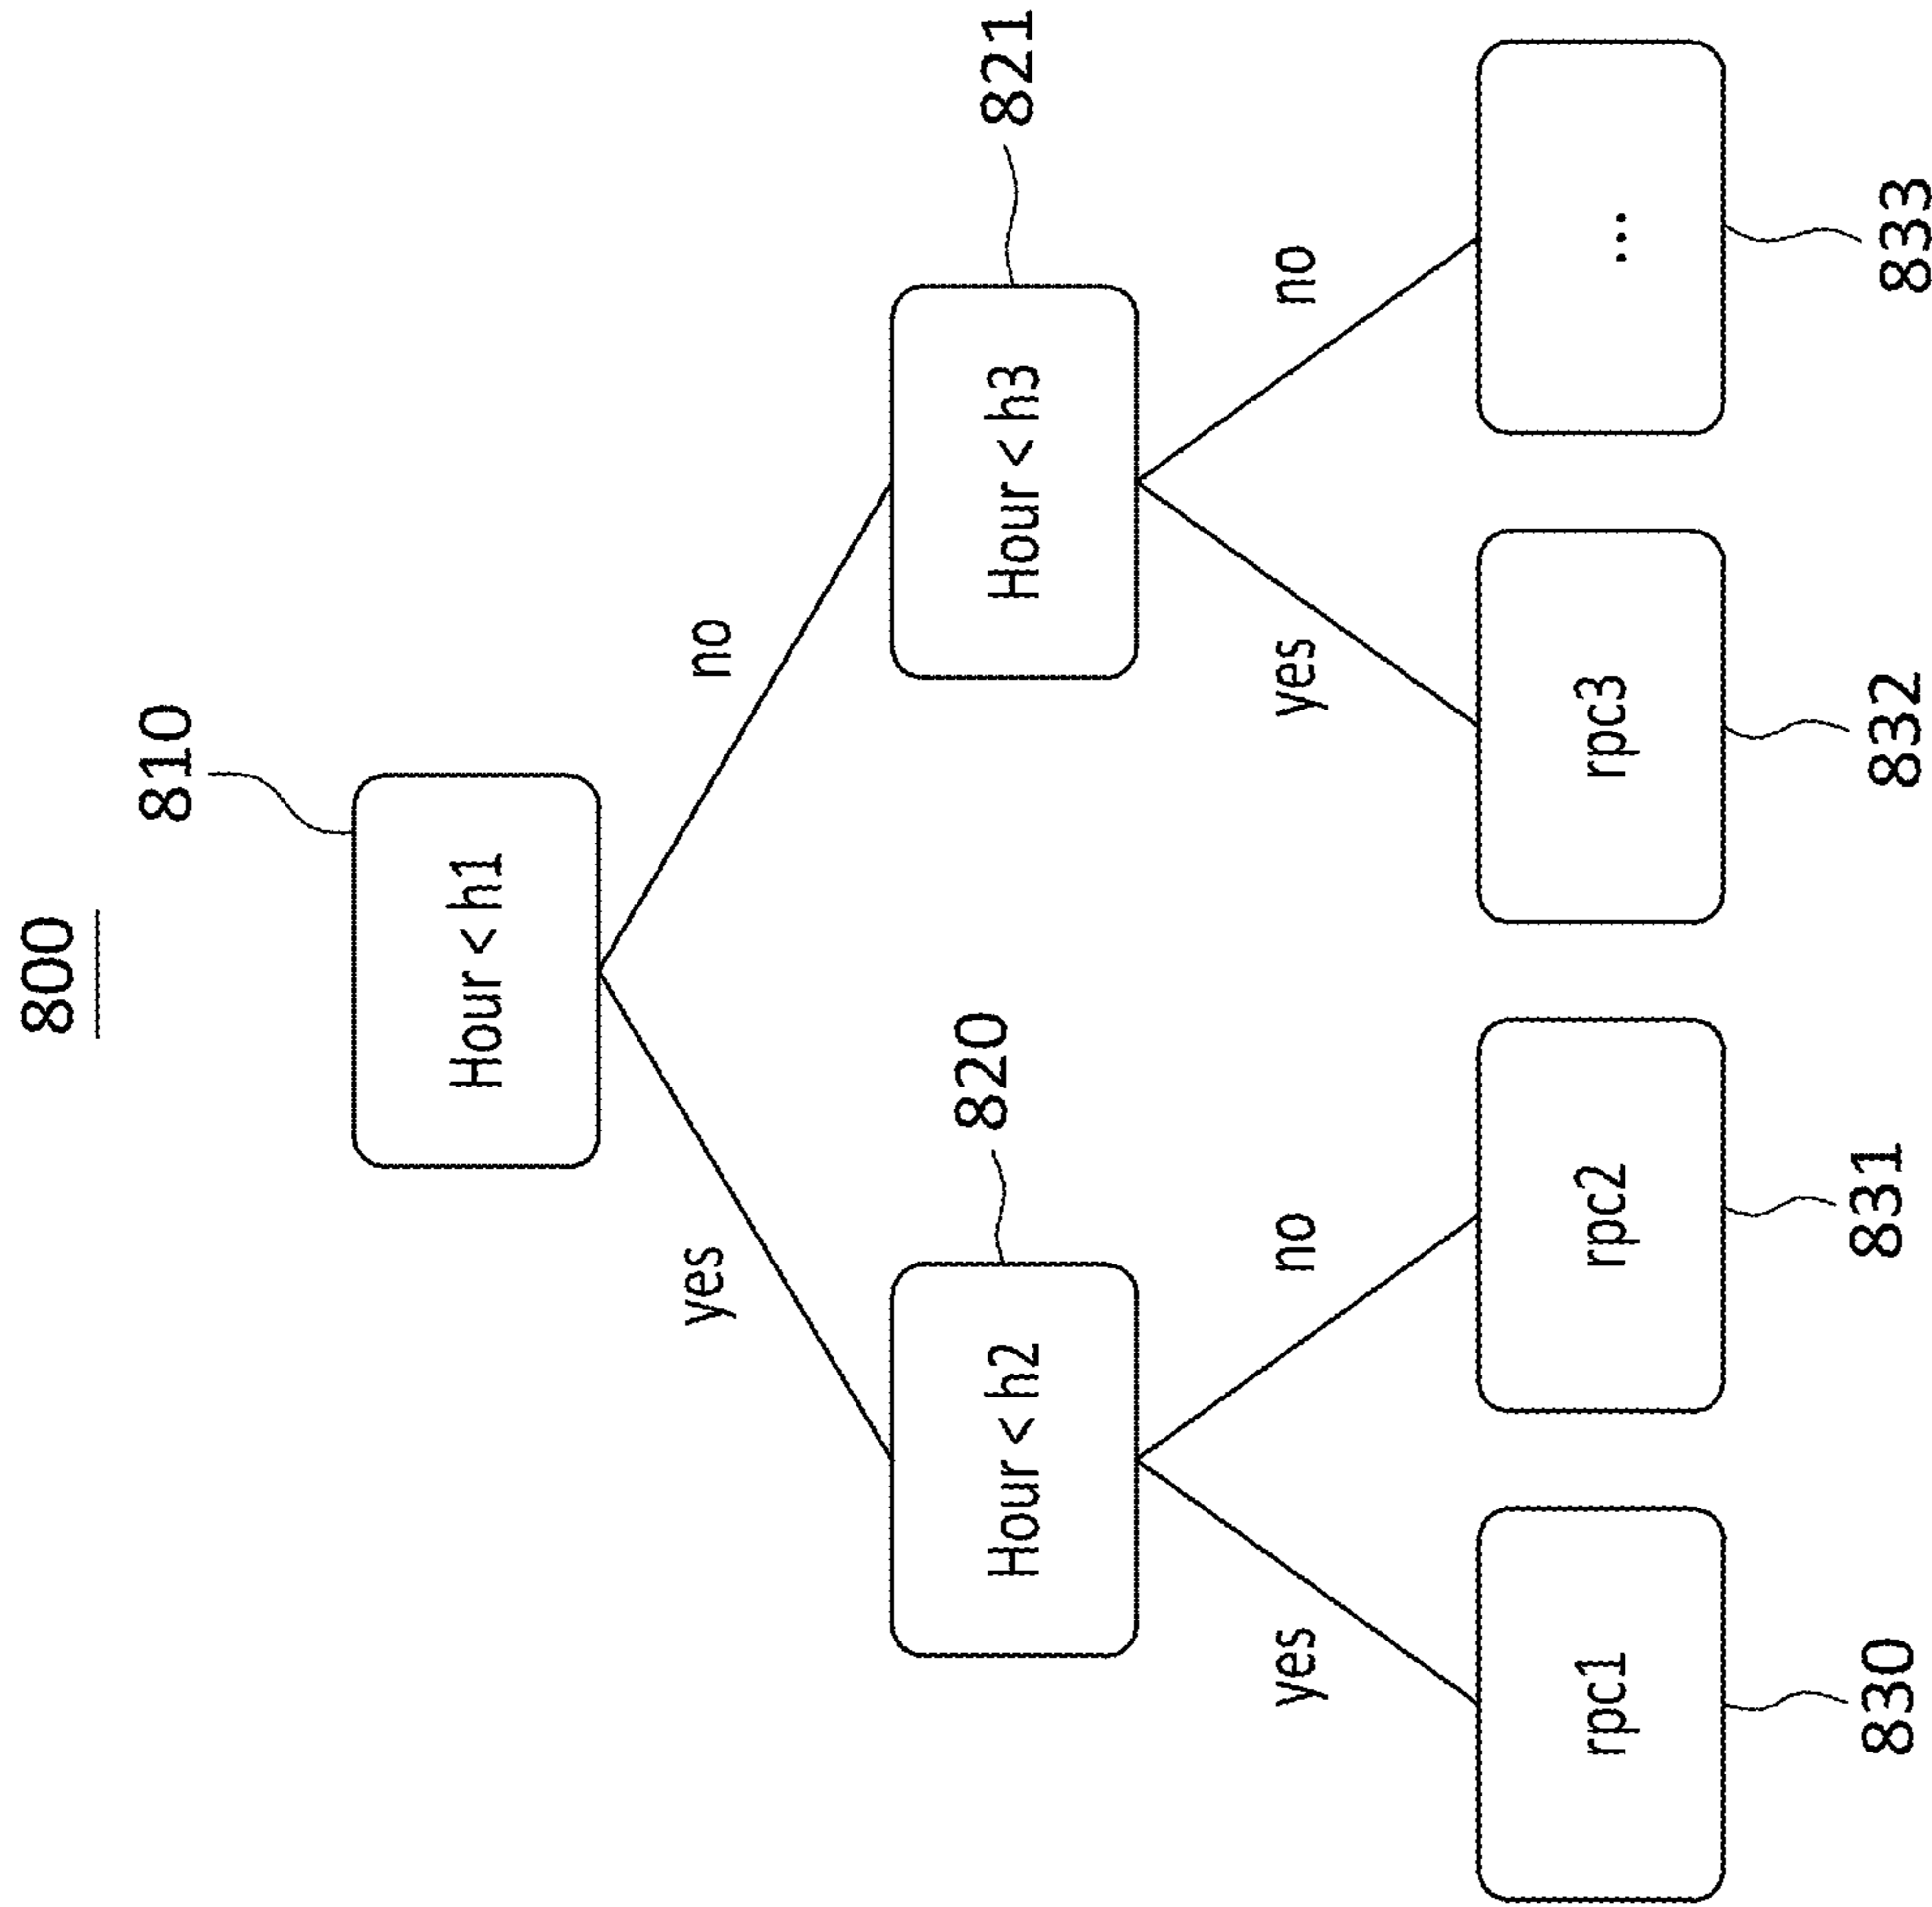 800
810
Hour < h1
yes
no
820
821
Hour < h2
Hour < h3
yes
no
yes
no
rpc1
rpc2
rpc3
...
830
831
832
833